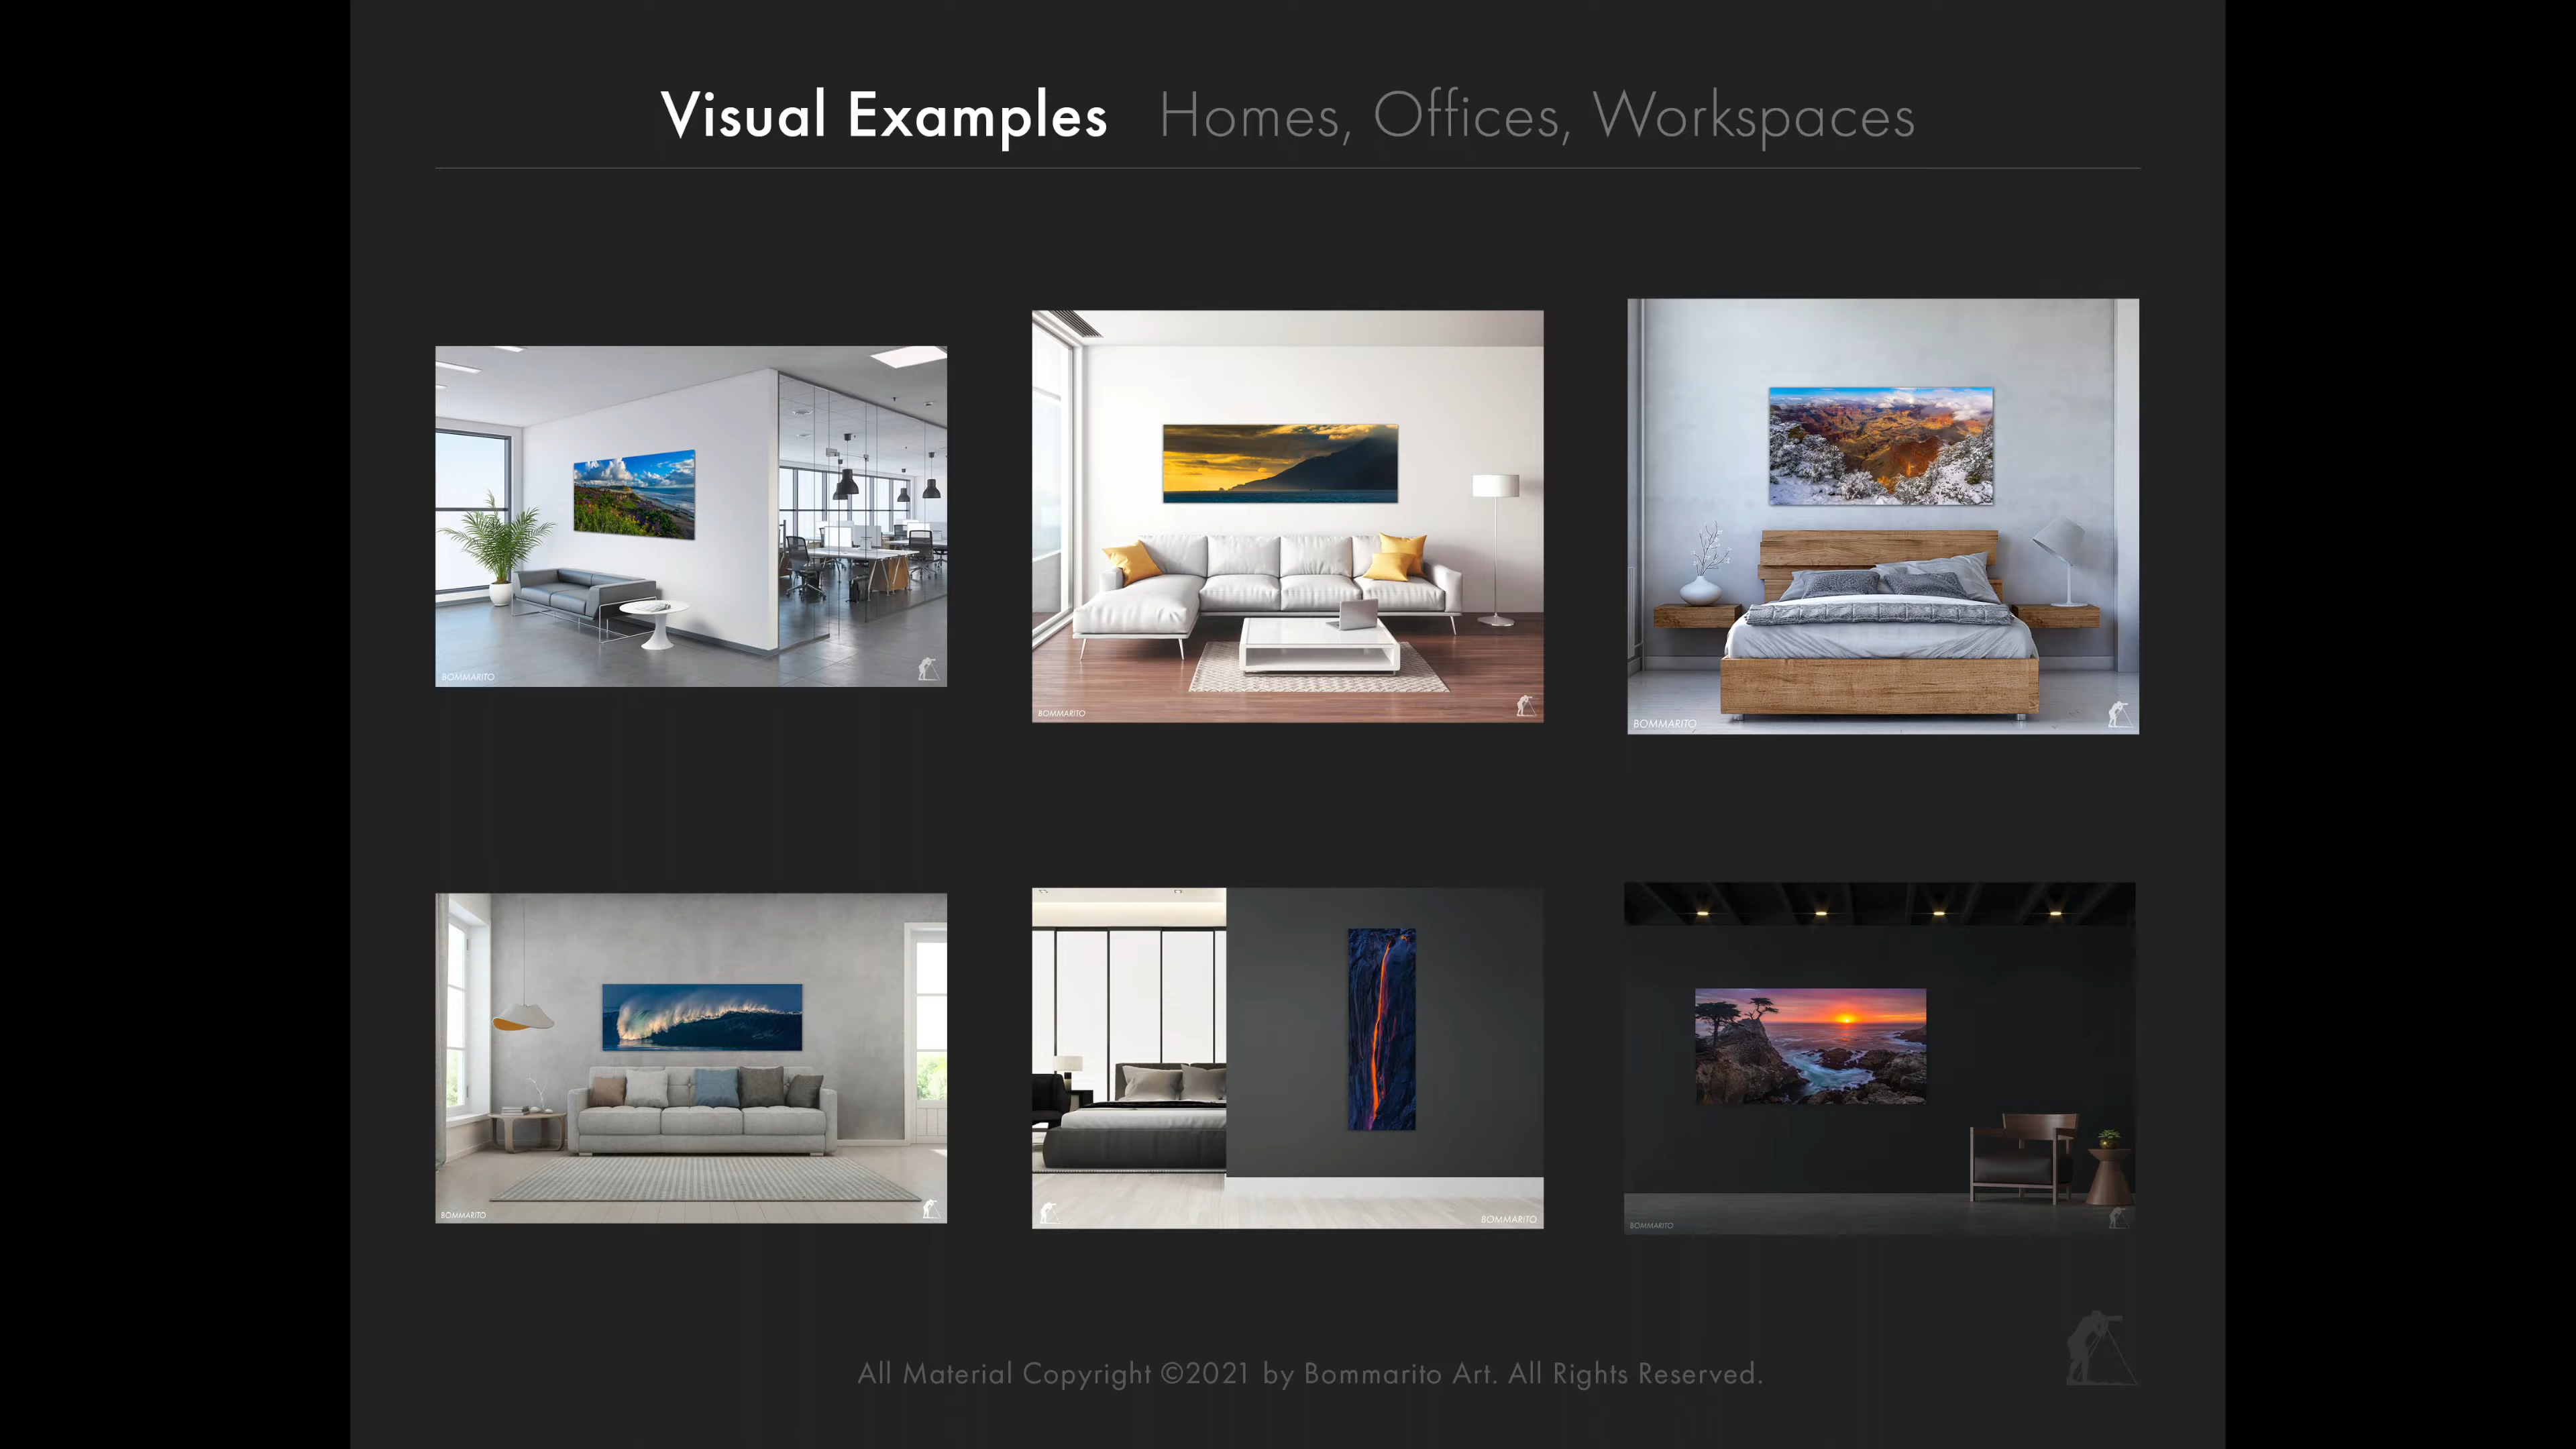 Visual Examples Homes, Offices, Workspaces
BOMMARITO
BOMMARITO
BOMMARITO
BOMMARITO
BOMMARITO
BOMMARITO
All Material Copyright ©2021 by Bommarito Art. All Rights Reserved.